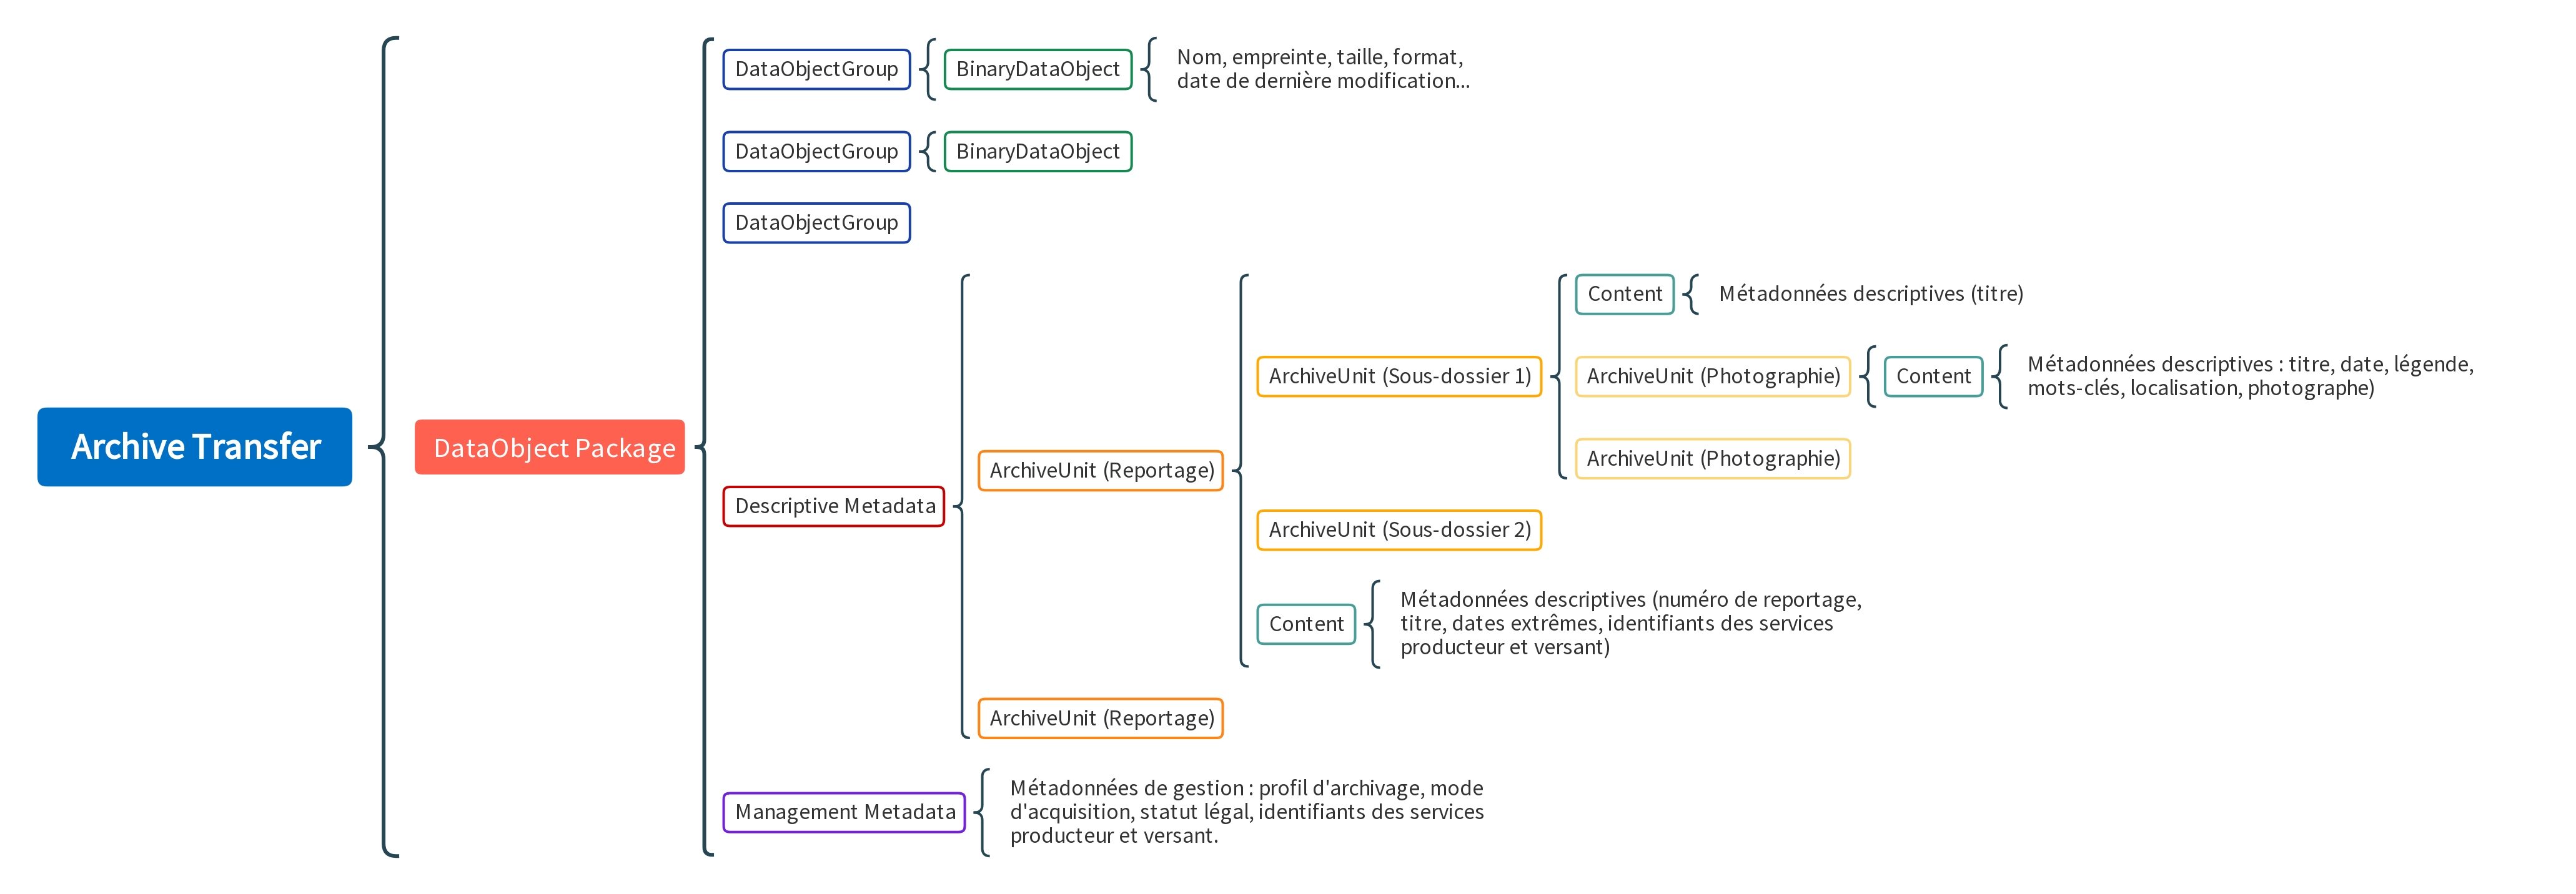 Archive Transfer
DataObject Package
DataObjectGroup
BinaryDataObject
Nom, empreinte, taille, format,
date de dernière modification...
DataObjectGroup
BinaryDataObject
DataObjectGroup
Descriptive Metadata
ArchiveUnit (Reportage)
ArchiveUnit (Sous-dossier 1)
Content
Métadonnées descriptives (titre)
ArchiveUnit (Photographie)
Content
Métadonnées descriptives : titre, date, légende,
mots-clés, localisation, photographe)
ArchiveUnit (Photographie)
ArchiveUnit (Sous-dossier 2)
Content
Métadonnées descriptives (numéro de reportage,
titre, dates extrêmes, identifiants des services
producteur et versant)
ArchiveUnit (Reportage)
Management Metadata
Métadonnées de gestion : profil d'archivage, mode
d'acquisition, statut légal, identifiants des services
producteur et versant.